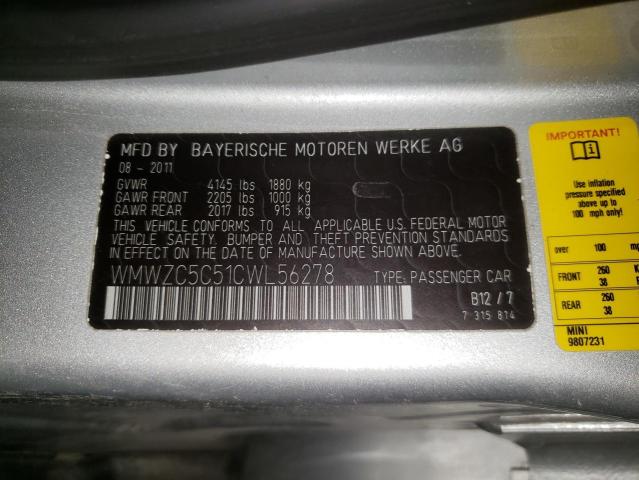 MFD BY BAYERISCHE MOTOREN WERKE AG
08 - 2011
GVWR 4145 lbs 1880 kg
GAWR FRONT 2205 lbs 1000 kg
GAWR REAR 2017 lbs 915 kg
THIS VEHICLE CONFORMS TO ALL APPLICABLE U.S. FEDERAL MOTOR
VEHICLE SAFETY, BUMPER AND THEFT PREVENTION STANDARDS
IN EFFECT ON THE DATE OF MANUFACTURE SHOWN ABOVE.
WMWZC5C51CWL56278 TYPE: PASSENGER CAR
B12 / 7
7 315 814
IMPORTANT!
Use inflation
pressure specified
above up to
100 mph only!
over 100 mp
FRONT 260 38
REAR 260 38
MINI
9807231